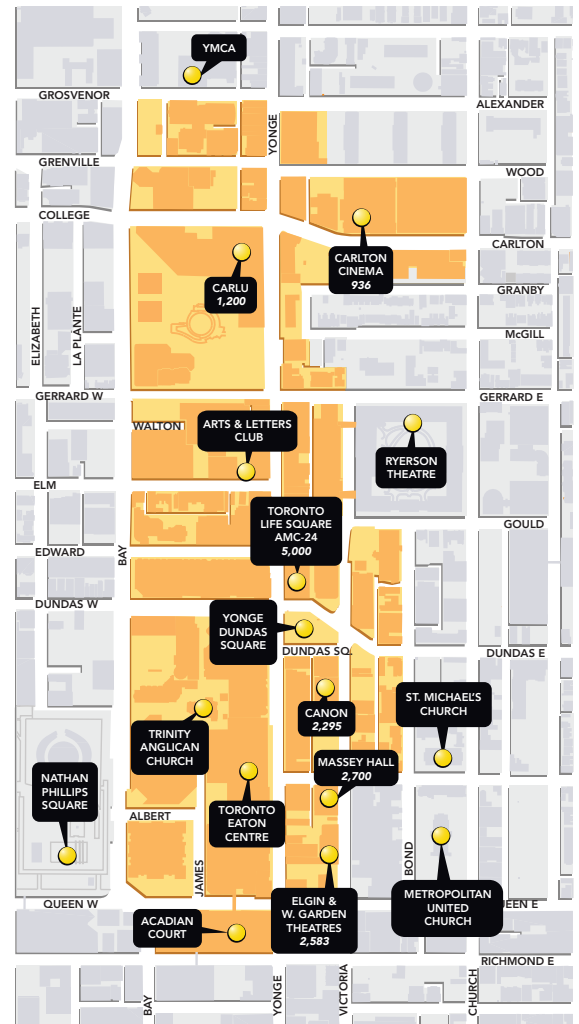 YMCA
GROSVENOR
ALEXANDER
YONGE
GRENVILLE
WOOD
COLLEGE
CARLTON
CARLTON
CINEMA
936
CARLU
1,200
GRANBY
ELIZABETH
LA PLANTE
McGILL
GERRARD W
GERRARD E
WALTON
ARTS & LETTERS
CLUB
RYERSON
THEATRE
ELM
TORONTO
LIFE SQUARE
AMC-24
5,000
GOULD
EDWARD
BAY
DUNDAS W
YONGE
DUNDAS
SQUARE
DUNDAS SQ.
DUNDAS E
CANON
2,295
ST. MICHAEL'S
CHURCH
TRINITY
ANGLICAN
CHURCH
MASSEY HALL
2,700
NATHAN
PHILLIPS
SQUARE
TORONTO
EATON
CENTRE
ALBERT
BOND
JAMES
METROPOLITAN
UNITED
CHURCH
ELGIN &
W. GARDEN
THEATRES
2,583
QUEEN W
UEEN E
ACADIAN
COURT
RICHMOND E
BAY
YONGE
VICTORIA
CHURCH